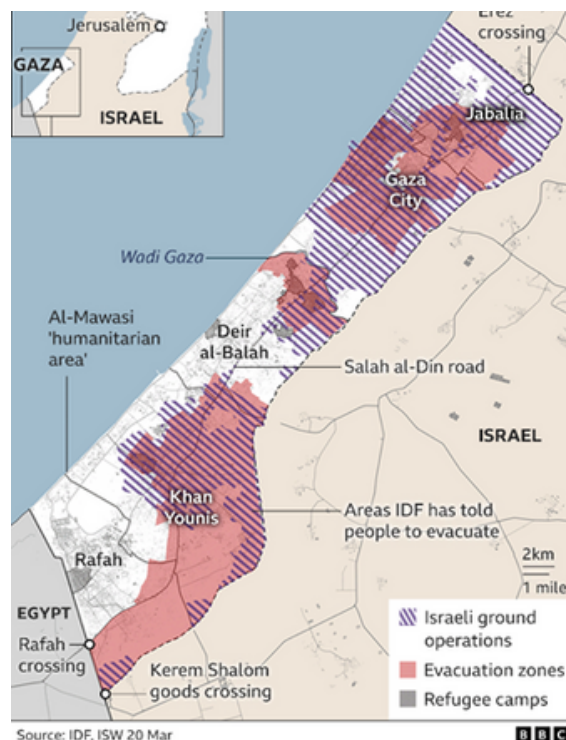 Jerusalem
GAZA
ISRAEL
Erez
crossing
Jabalia
Gaza
City
Wadi Gaza
Al-Mawasi
'humanitarian
area'
Deir
al-Balah
Salah al-Din road
ISRAEL
Khan
Younis
Areas IDF has told
people to evacuate
Rafah
2km
1 mile
EGYPT
Rafah
crossing
Kerem Shalom
goods crossing
Israeli ground
operations
Evacuation zones
Refugee camps
Source: IDF, ISW 20 Mar
BBC